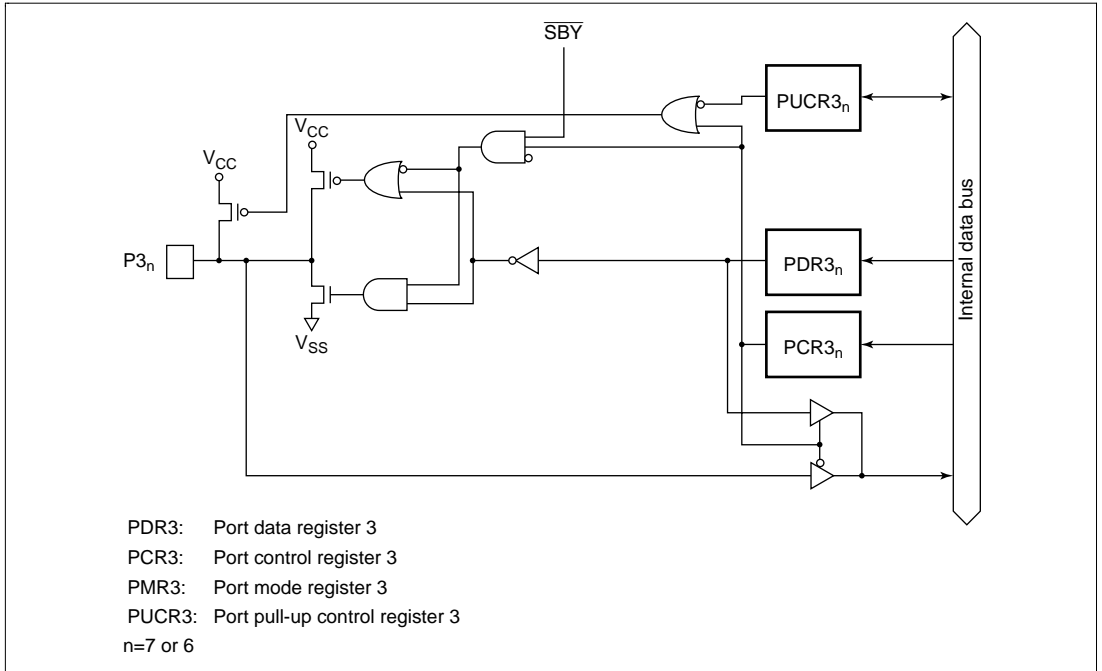 SBY
PUCR3n
VCC
VCC
Internal data bus
P3n
PDR3n
VSS
PCR3n
PDR3: Port data register 3
PCR3: Port control register 3
PMR3: Port mode register 3
PUCR3: Port pull-up control register 3
n=7 or 6